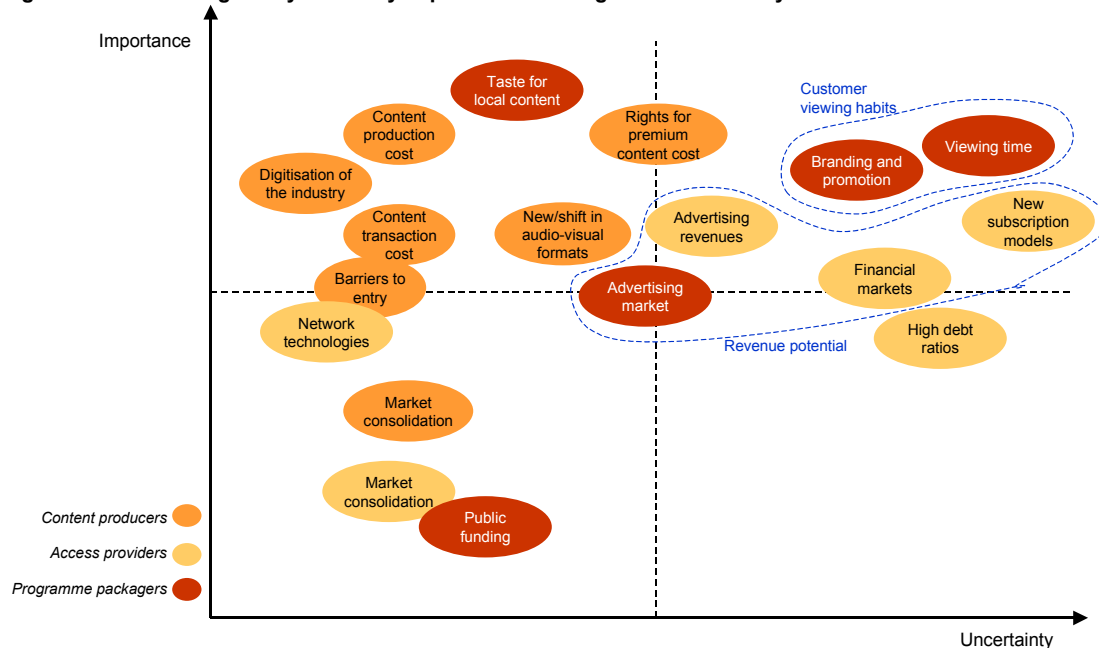 Importance
Taste for
local content
Customer
viewing habits
Content
production
cost
Rights for
premium
content cost
Viewing time
Branding and
promotion
Digitisation of
the industry
New
subscription
models
Content
transaction
cost
New/shift in
audio-visual
formats
Advertising
revenues
Financial
markets
Barriers to
entry
Advertising
market
Network
technologies
High debt
ratios
Revenue potential
Market
consolidation
Market
consolidation
Public
funding
Content producers
Access providers
Programme packagers
Uncertainty